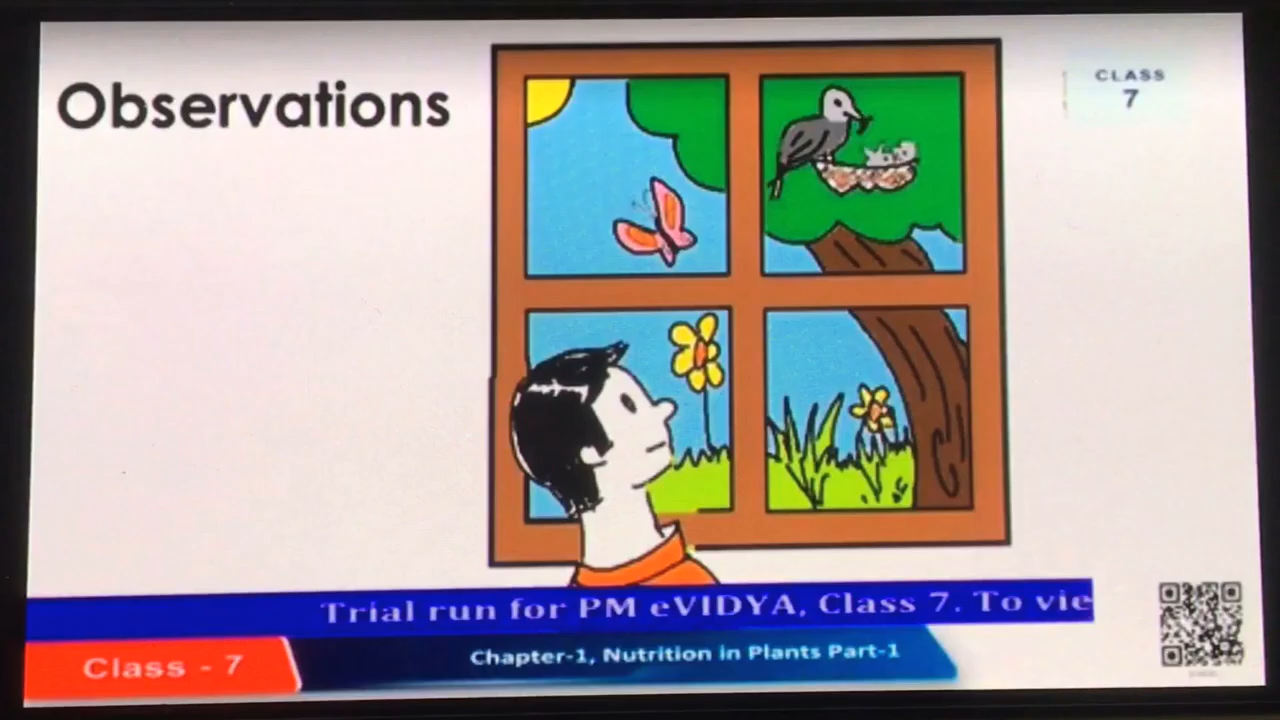 Observations
CLASS
7
Trial run for PM eVIDYA, Class 7. To vie
Class - 7
Chapter-1, Nutrition in Plants Part-1